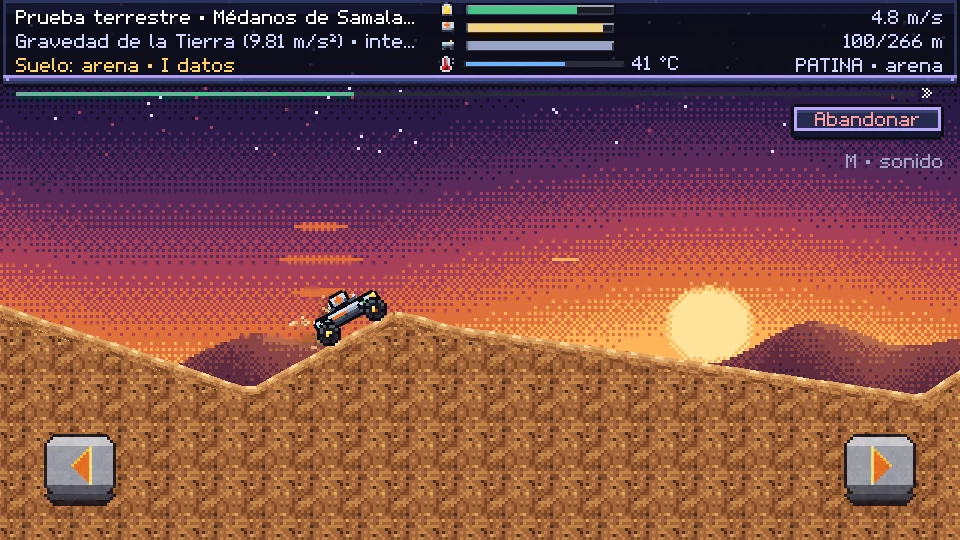 Prueba terrestre • Médanos de Samala...
Gravedad de la Tierra (9.81 m/s²) • inte...
Suelo: arena • I datos
41 °C
4.8 m/s
100/266 m
PATINA • arena
Abandonar
M • sonido